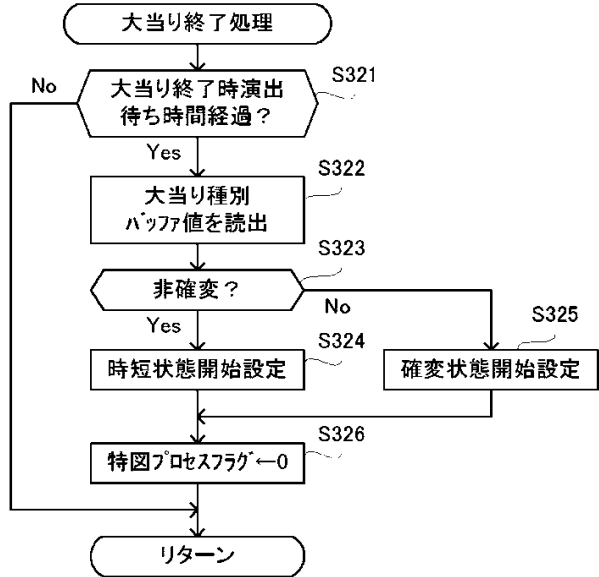 大当り終了処理
No
大当り終了時演出
待ち時間経過？
S321
Yes
S322
大当り種別
ﾊﾞｯﾌｧ値を読出
S323
非確変？
No
Yes
S324
S325
時短状態開始設定
確変状態開始設定
S326
特図ﾌﾟﾛｾｽﾌﾗｸﾞ←0
リターン